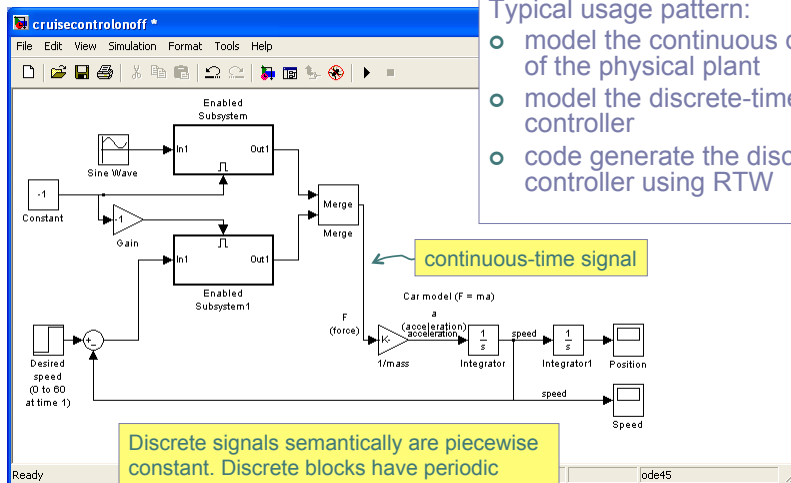 cruisecontrolonoff *
File Edit View Simulation Format Tools Help
Typical usage pattern:
o model the continuous
of the physical plant
o model the discrete-time
controller
o code generate the
controller using RTW
Enabled
Subsystem
In1 Out1
Sine Wave
-1
Constant
-1
Gain
Merge
Merge
In1 Out1
Enabled
Subsystem1
continuous-time signal
Car model (F = ma)
F
(force)
a
(acceleration)
acceleration
K-
1/mass
1
s
Integrator
speed
1
s
Integrator1
Position
speed
Speed
+
-
Desired
speed
(0 to 60
at time 1)
Discrete signals semantically are piecewise
constant. Discrete blocks have periodic
Ready
ode45